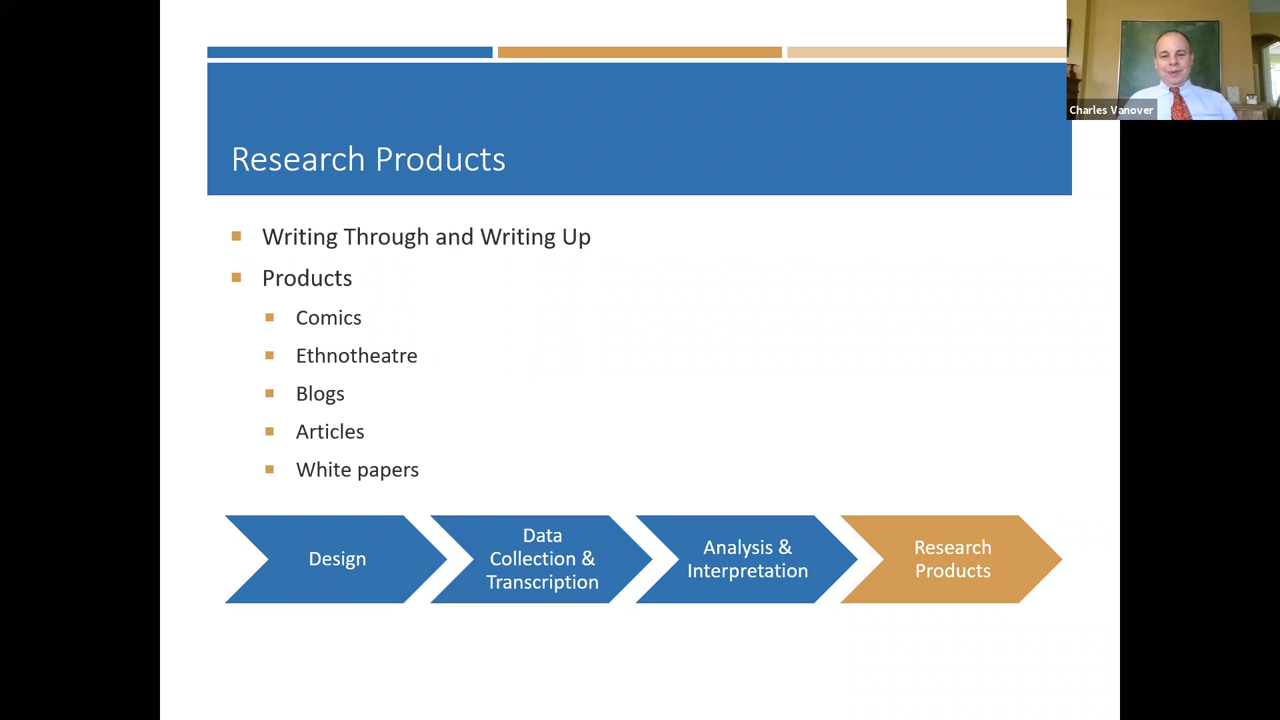 Charles Vanover
Research Products
Writing Through and Writing Up
Products
Comics
Ethnotheatre
Blogs
Articles
White papers
Design
Data
Collection &
Transcription
Analysis &
Interpretation
Research
Products